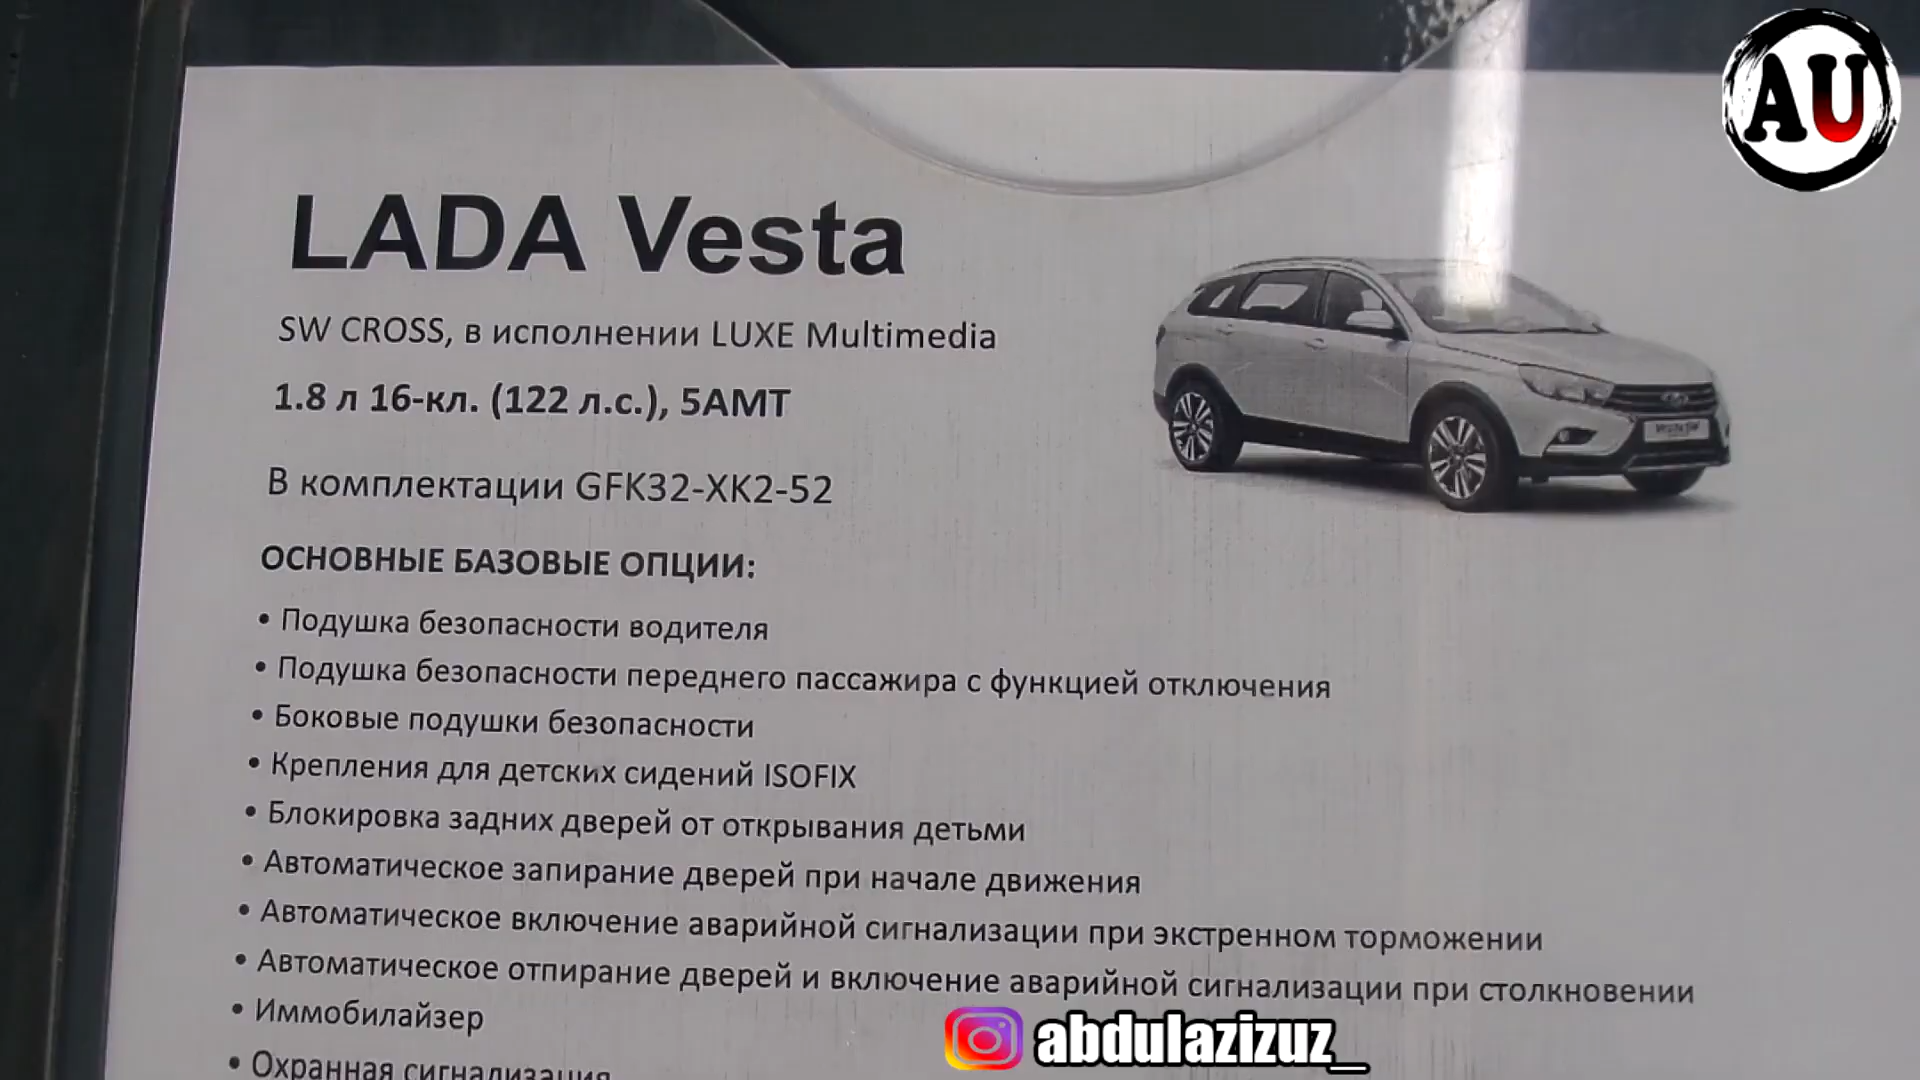 AU
LADA Vesta
SW CROSS, в исполнении LUXE Multimedia
1.8 л 16-кл. (122 л.с.), 5АМТ
В комплектации GFK32-XK2-52
ОСНОВНЫЕ БАЗОВЫЕ ОПЦИИ:
• Подушка безопасности водителя
• Подушка безопасности переднего пассажира с функцией отключения
• Боковые подушки безопасности
• Крепления для детских сидений ISOFIX
• Блокировка задних дверей от открывания детьми
• Автоматическое запирание дверей при начале движения
• Автоматическое включение аварийной сигнализации при экстренном торможении
• Автоматическое отпирание дверей и включение аварийной сигнализации при столкновении
• Иммобилайзер
• Охранная сигнализация
abdulazizuz_